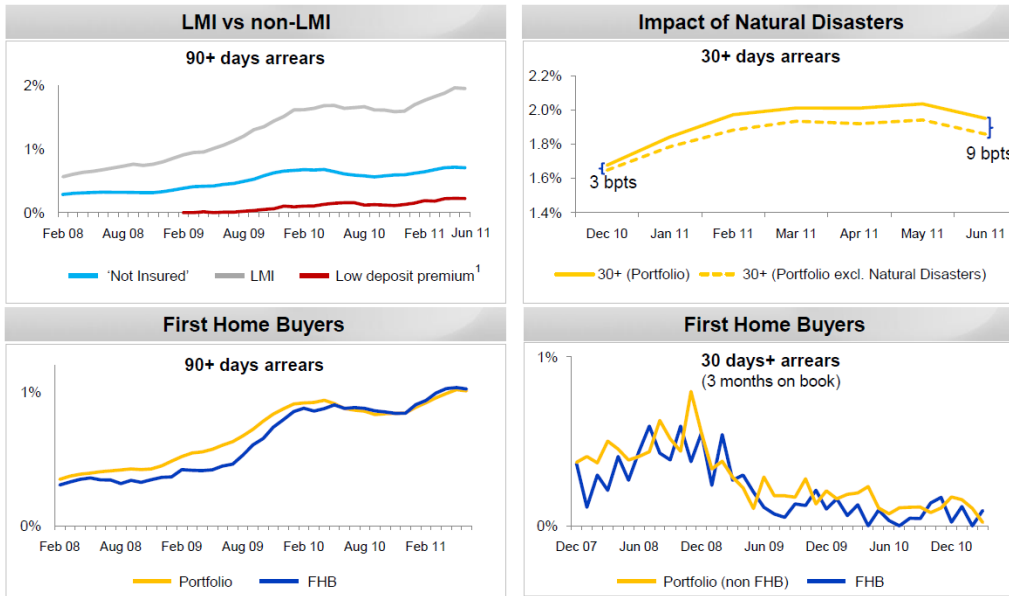 LMI vs non-LMI
90+ days arrears
2%
1%
0%
Feb 08 Aug 08 Feb 09 Aug 09 Feb 10 Aug 10 Feb 11 Jun 11
'Not Insured' LMI Low deposit premium1
Impact of Natural Disasters
30+ days arrears
2.2%
2.0%
1.8%
1.6%
1.4%
3 bpts
9 bpts
Dec 10 Jan 11 Feb 11 Mar 11 Apr 11 May 11 Jun 11
30+ (Portfolio) 30+ (Portfolio excl. Natural Disasters)
First Home Buyers
90+ days arrears
1%
0%
Feb 08 Aug 08 Feb 09 Aug 09 Feb 10 Aug 10 Feb 11
Portfolio FHB
First Home Buyers
30 days+ arrears
(3 months on book)
1%
0%
Dec 07 Jun 08 Dec 08 Jun 09 Dec 09 Jun 10 Dec 10
Portfolio (non FHB) FHB